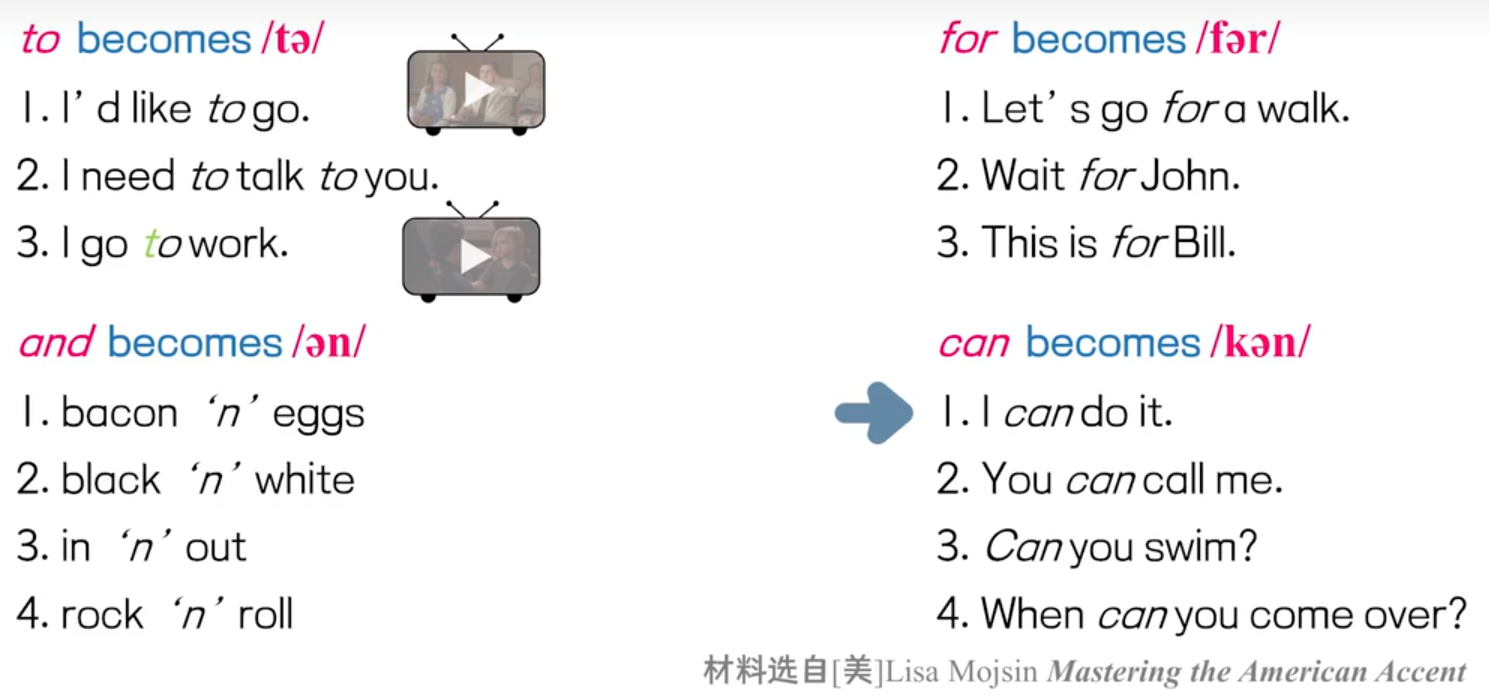 to becomes /tə/
1. I’d like to go.
2. I need to talk to you.
3. I go to work.
for becomes /fər/
1. Let’s go for a walk.
2. Wait for John.
3. This is for Bill.
and becomes /ən/
1. bacon ‘n’ eggs
2. black ‘n’ white
3. in ‘n’ out
4. rock ‘n’ roll
can becomes /kən/
1. I can do it.
2. You can call me.
3. Can you swim?
4. When can you come over?
材料选自[美]Lisa Mojsin Mastering the American Accent